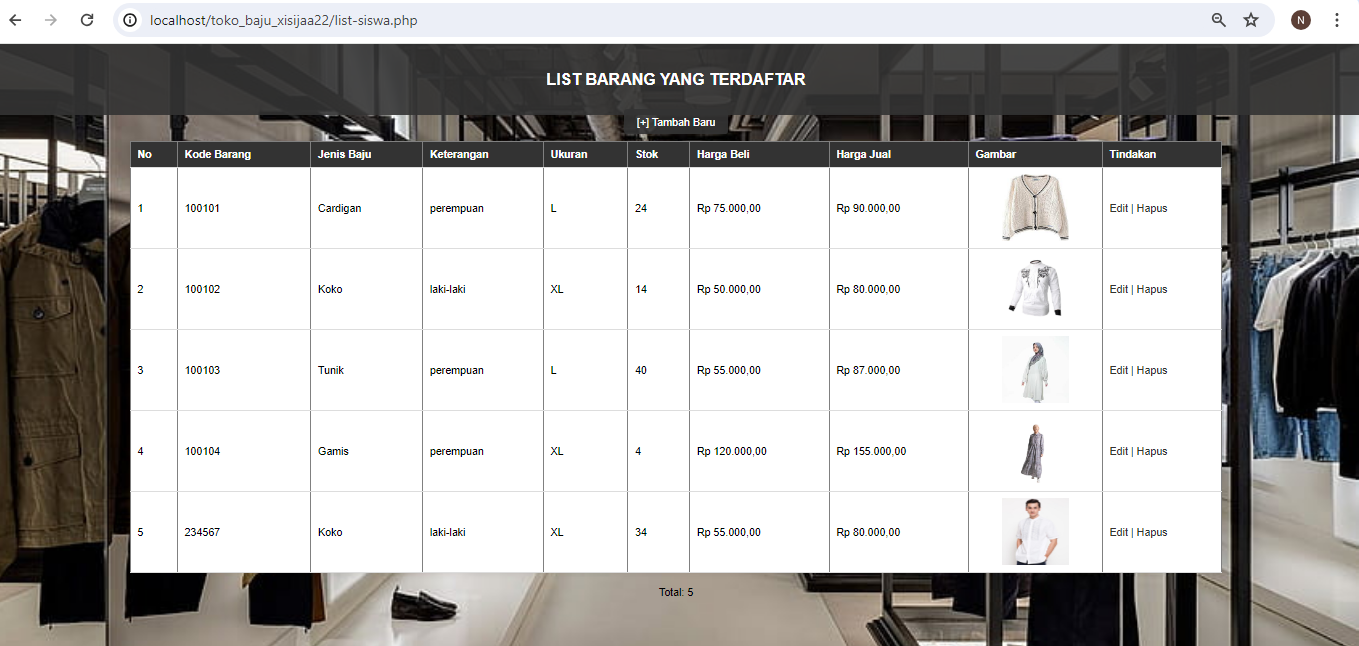 localhost/toko_baju_xisijaa22/list-siswa.php
N
LIST BARANG YANG TERDAFTAR
[+] Tambah Baru
No Kode Barang Jenis Baju Keterangan Ukuran Stok Harga Beli Harga Jual Gambar Tindakan
1 100101 Cardigan perempuan L 24 Rp 75.000,00 Rp 90.000,00 Edit | Hapus
2 100102 Koko laki-laki XL 14 Rp 50.000,00 Rp 80.000,00 Edit | Hapus
3 100103 Tunik perempuan L 40 Rp 55.000,00 Rp 87.000,00 Edit | Hapus
4 100104 Gamis perempuan XL 4 Rp 120.000,00 Rp 155.000,00 Edit | Hapus
5 234567 Koko laki-laki XL 34 Rp 55.000,00 Rp 80.000,00 Edit | Hapus
Total: 5